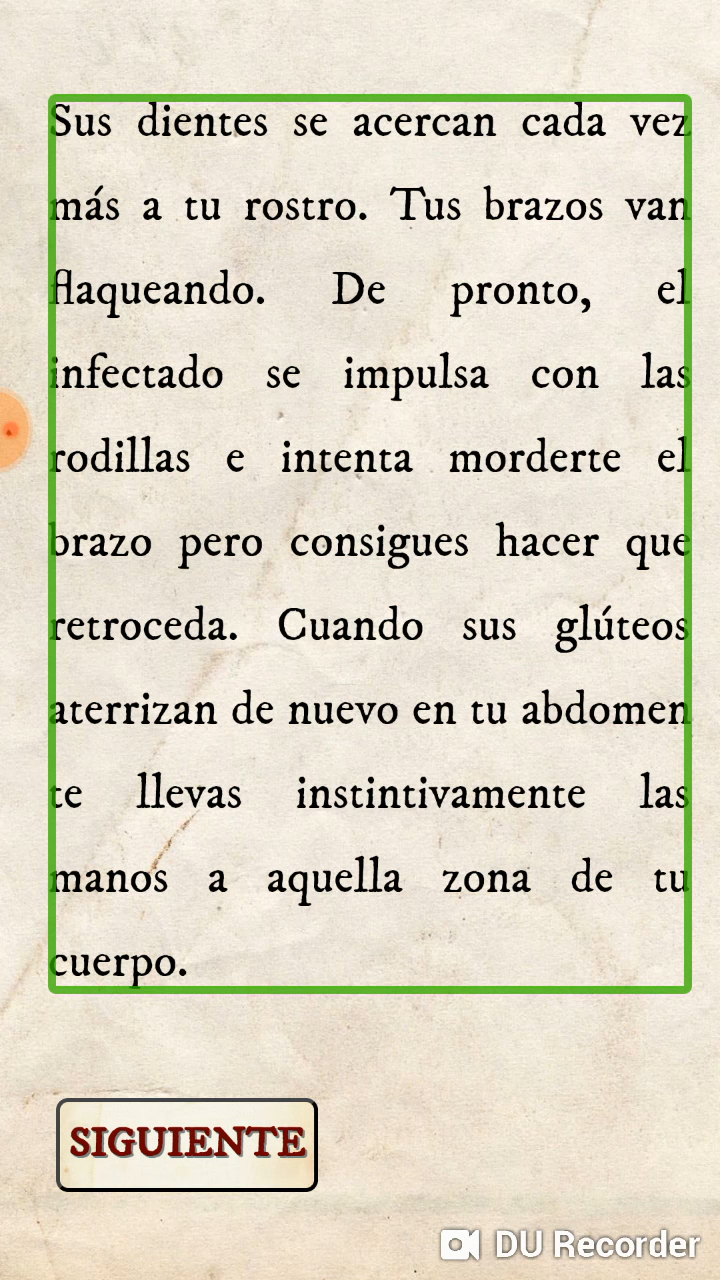 Sus dientes se acercan cada vez
más a tu rostro. Tus brazos van
flaqueando. De pronto, el
infectado se impulsa con las
rodillas e intenta morderte el
brazo pero consigues hacer que
retroceda. Cuando sus glúteos
aterrizan de nuevo en tu abdomen
te llevas instintivamente las
manos a aquella zona de tu
cuerpo.
SIGUIENTE
DU Recorder